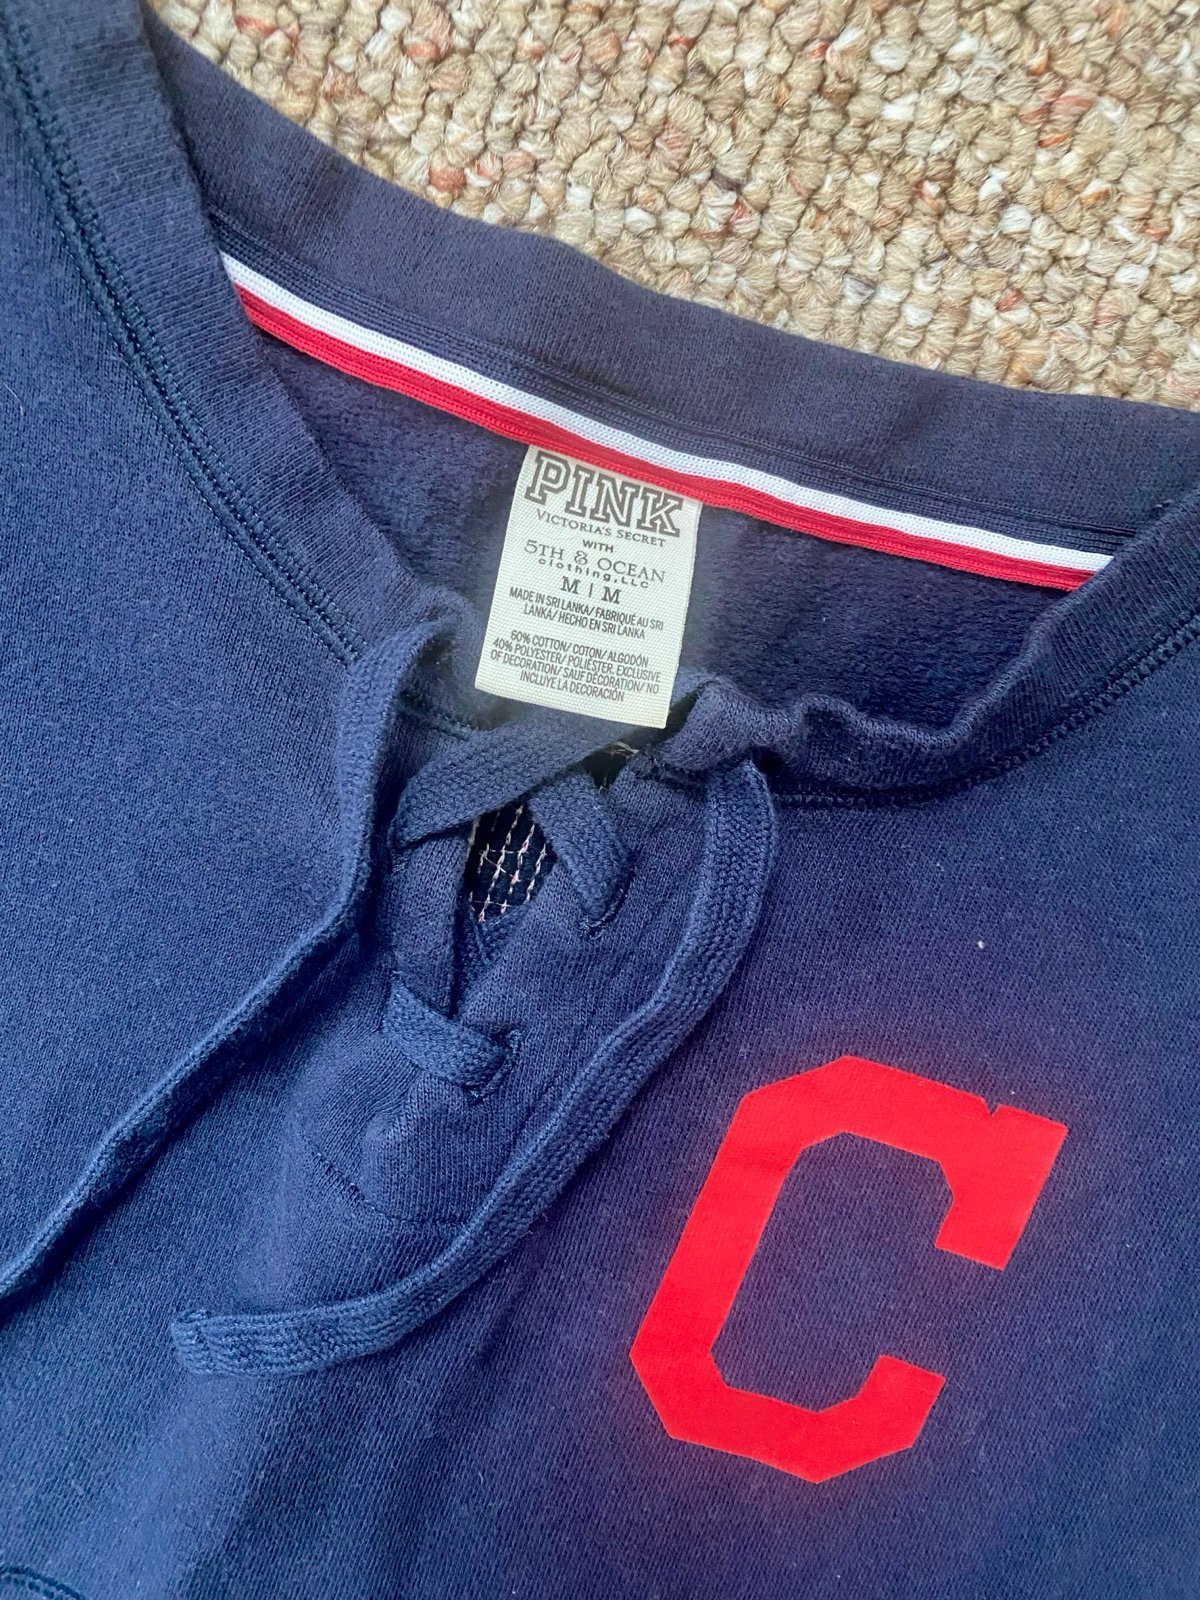 PINK
VICTORIA'S SECRET
WITH
5TH & OCEAN
clothing,LLC
M | M
MADE IN SRI LANKA/ FABRIQUÉ AU SRI
LANKA/ HECHO EN SRI LANKA
60% COTTON/ COTON/ ALGODÓN
40% POLYESTER/ POLIÉSTER, EXCLUSIVE
OF DECORATION/ SAUF DÉCORATION/ NO
INCLUYE LA DECORACIÓN
C